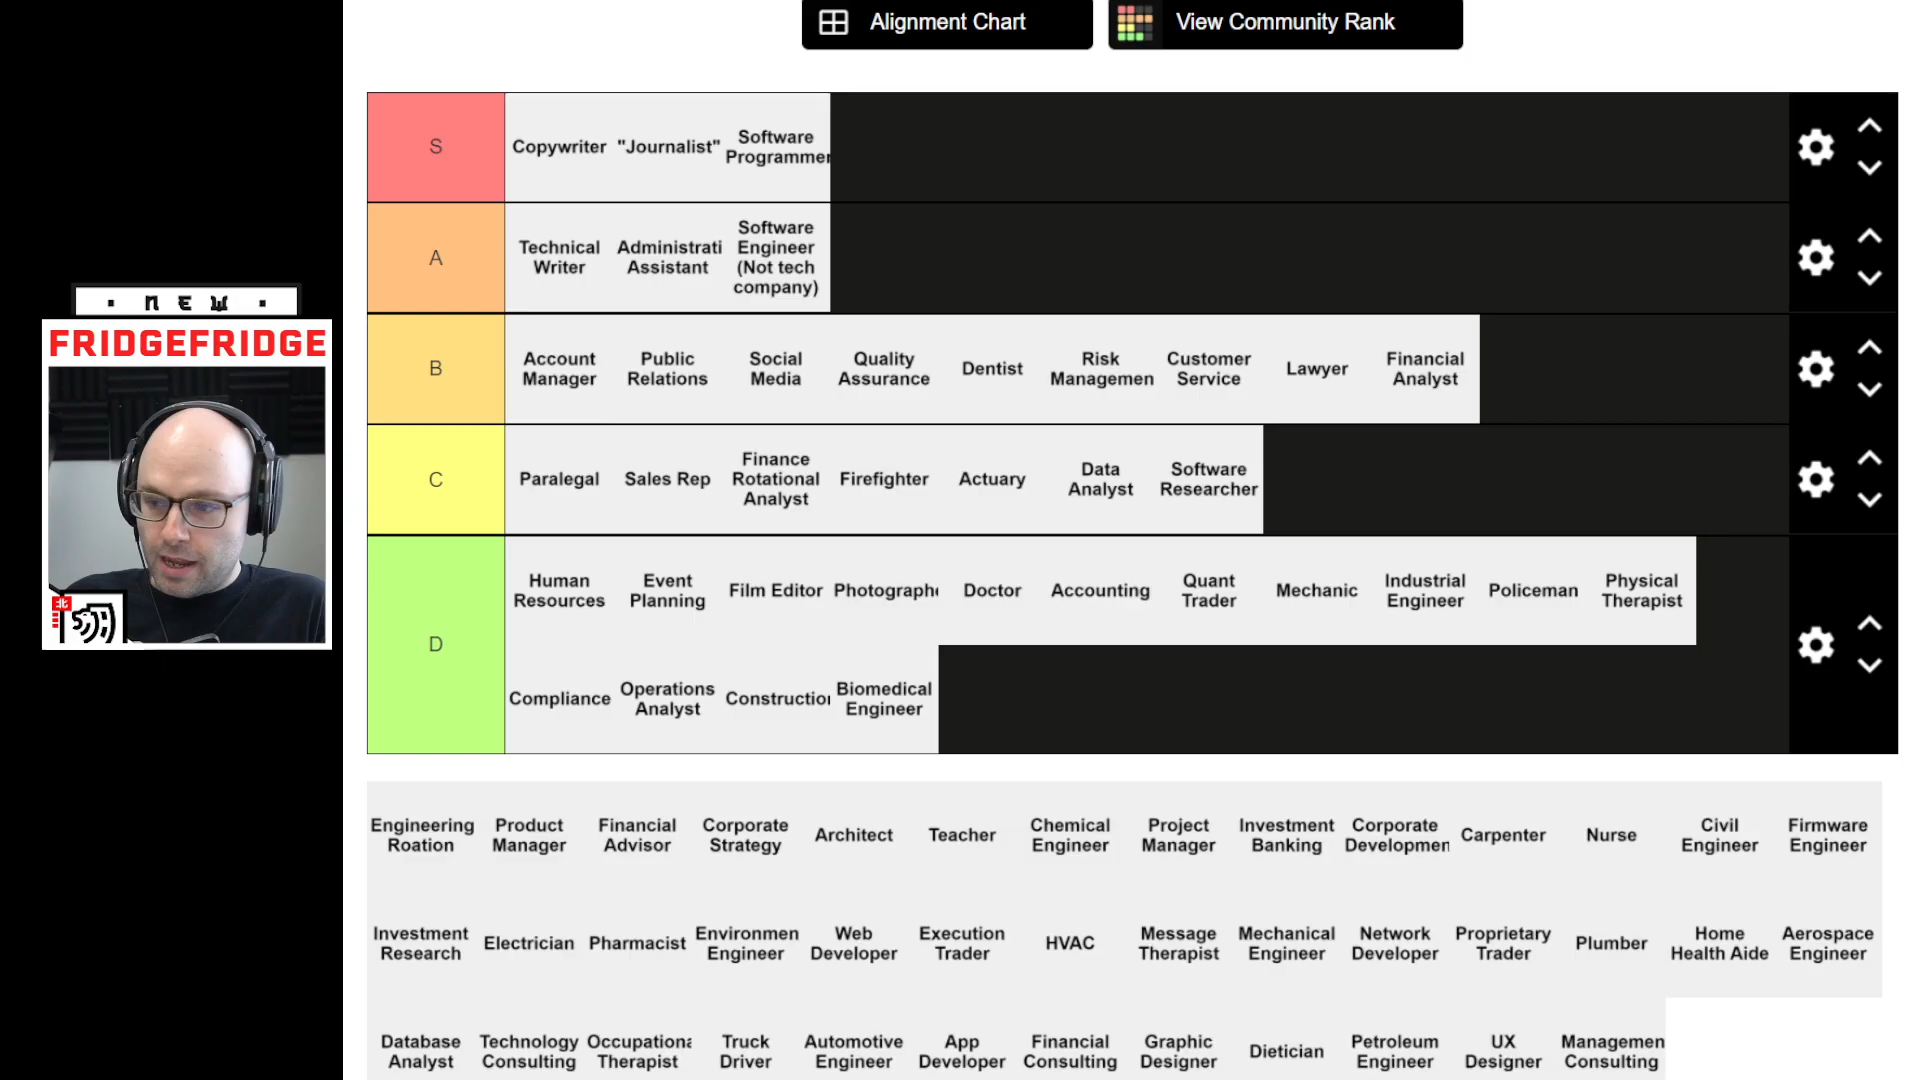 Alignment Chart
View Community Rank
S
Copywriter
"Journalist"
Software
Programmer
A
Technical
Writer
Administrati
Assistant
Software
Engineer
(Not tech
company)
B
Account
Manager
Public
Relations
Social
Media
Quality
Assurance
Dentist
Risk
Managemen
Customer
Service
Lawyer
Financial
Analyst
C
Paralegal
Sales Rep
Finance
Rotational
Analyst
Firefighter
Actuary
Data
Analyst
Software
Researcher
D
Human
Resources
Event
Planning
Film Editor
Photographe
Doctor
Accounting
Quant
Trader
Mechanic
Industrial
Engineer
Policeman
Physical
Therapist
Compliance
Operations
Analyst
Construction
Biomedical
Engineer
Engineering
Roation
Product
Manager
Financial
Advisor
Corporate
Strategy
Architect
Teacher
Chemical
Engineer
Project
Manager
Investment
Banking
Corporate
Developmen
Carpenter
Nurse
Civil
Engineer
Firmware
Engineer
Investment
Research
Electrician
Pharmacist
Environmen
Engineer
Web
Developer
Execution
Trader
HVAC
Message
Therapist
Mechanical
Engineer
Network
Developer
Proprietary
Trader
Plumber
Home
Health Aide
Aerospace
Engineer
Database
Analyst
Technology
Consulting
Occupationa
Therapist
Truck
Driver
Automotive
Engineer
App
Developer
Financial
Consulting
Graphic
Designer
Dietician
Petroleum
Engineer
UX
Designer
Managemen
Consulting
· NEW ·
FRIDGEFRIDGE